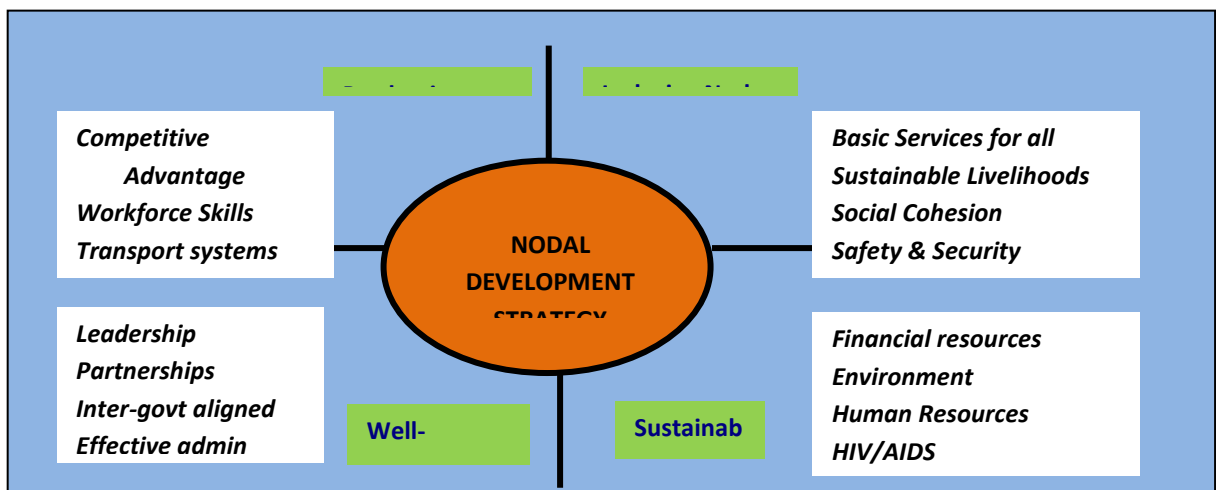 Competitive
Advantage
Workforce Skills
Transport systems
Basic Services for all
Sustainable Livelihoods
Social Cohesion
Safety & Security
NODAL
DEVELOPMENT
STRATEGY
Leadership
Partnerships
Inter-govt aligned
Effective admin
Well-
Sustainab
Financial resources
Environment
Human Resources
HIV/AIDS